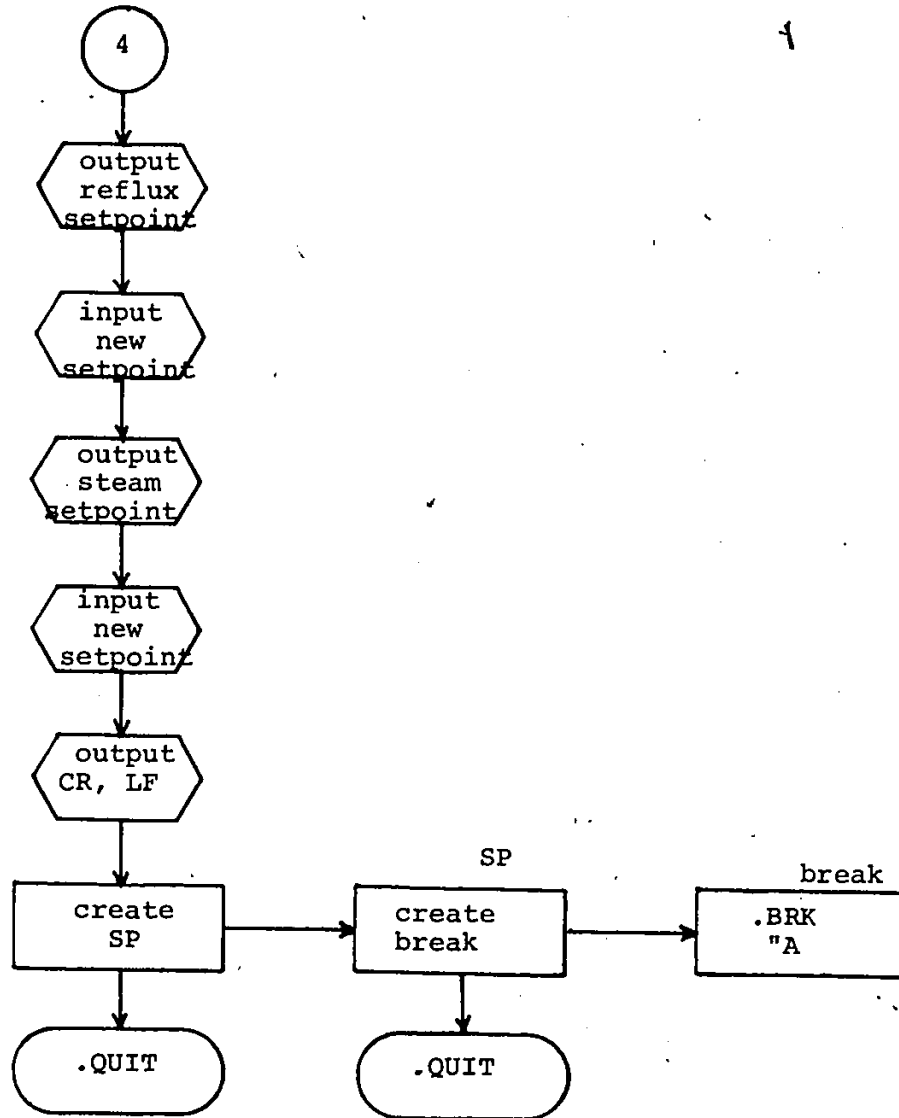 4
output
reflux
setpoint
input
new
setpoint
output
steam
setpoint
input
new
setpoint
output
CR, LF
create
SP
.QUIT
SP
create
break
.QUIT
break
.BRK
"A